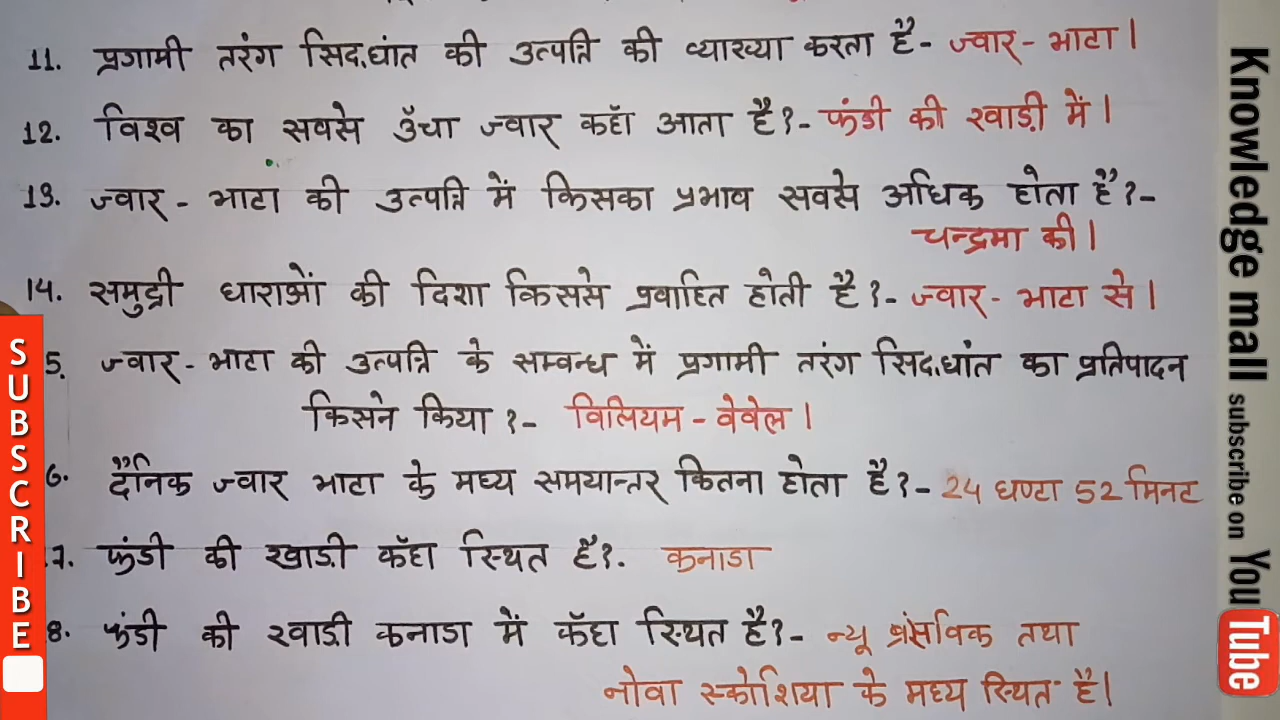 11. प्रगामी तरंग सिद्धांत की उत्पत्ति की व्याख्या करता है- ज्वार-भाटा।
12. विश्व का सबसे ऊँचा ज्वार कहाँ आता है?- फंडी की खाड़ी में।
13. ज्वार-भाटा की उत्पत्ति में किसका प्रभाव सबसे अधिक होता है?-
चन्द्रमा की।
14. समुद्री धाराओं की दिशा किससे प्रवाहित होती है?- ज्वार-भाटा से।
5. ज्वार-भाटा की उत्पत्ति के सम्बन्ध में प्रगामी तरंग सिद्धांत का प्रतिपादन
किसने किया?- विलियम-वेवेल।
6. दैनिक ज्वार भाटा के मध्य समयान्तर कितना होता है?- 24 घण्टा 52 मिनट
7. फुंडी की खाड़ी कॅहा स्थित है?. कनाडा
8. फंडी की खाडी कनाडा में कॅहा स्थित है?- न्यू ब्रंसविक तथा
नोवा स्कोशिया के मध्य स्थित है।
SUBSCRIBE
Knowledge mall subscribe on YouTube